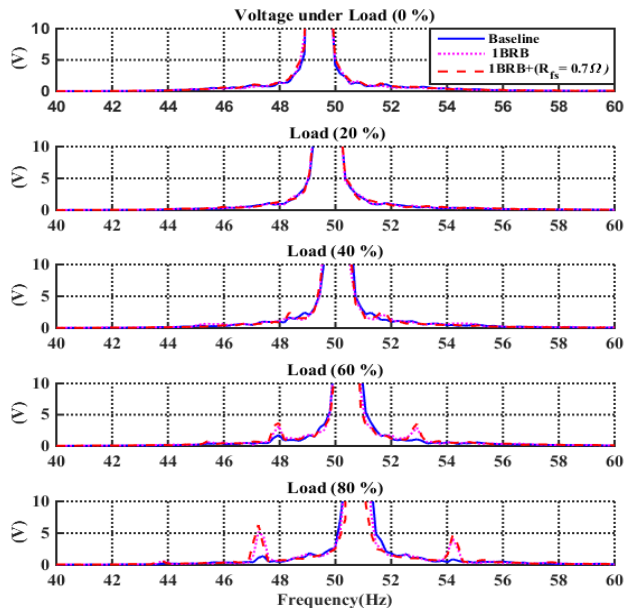 Voltage under Load (0 %)
10
5
0
(V)
40 42 44 46 48 50 52 54 56 58 60
Baseline
1BRB
1BRB+(Rfs = 0.7Ω)
Load (20 %)
10
5
0
(V)
40 42 44 46 48 50 52 54 56 58 60
Load (40 %)
10
5
0
(V)
40 42 44 46 48 50 52 54 56 58 60
Load (60 %)
10
5
0
(V)
40 42 44 46 48 50 52 54 56 58 60
Load (80 %)
10
5
0
(V)
40 42 44 46 48 50 52 54 56 58 60
Frequency(Hz)